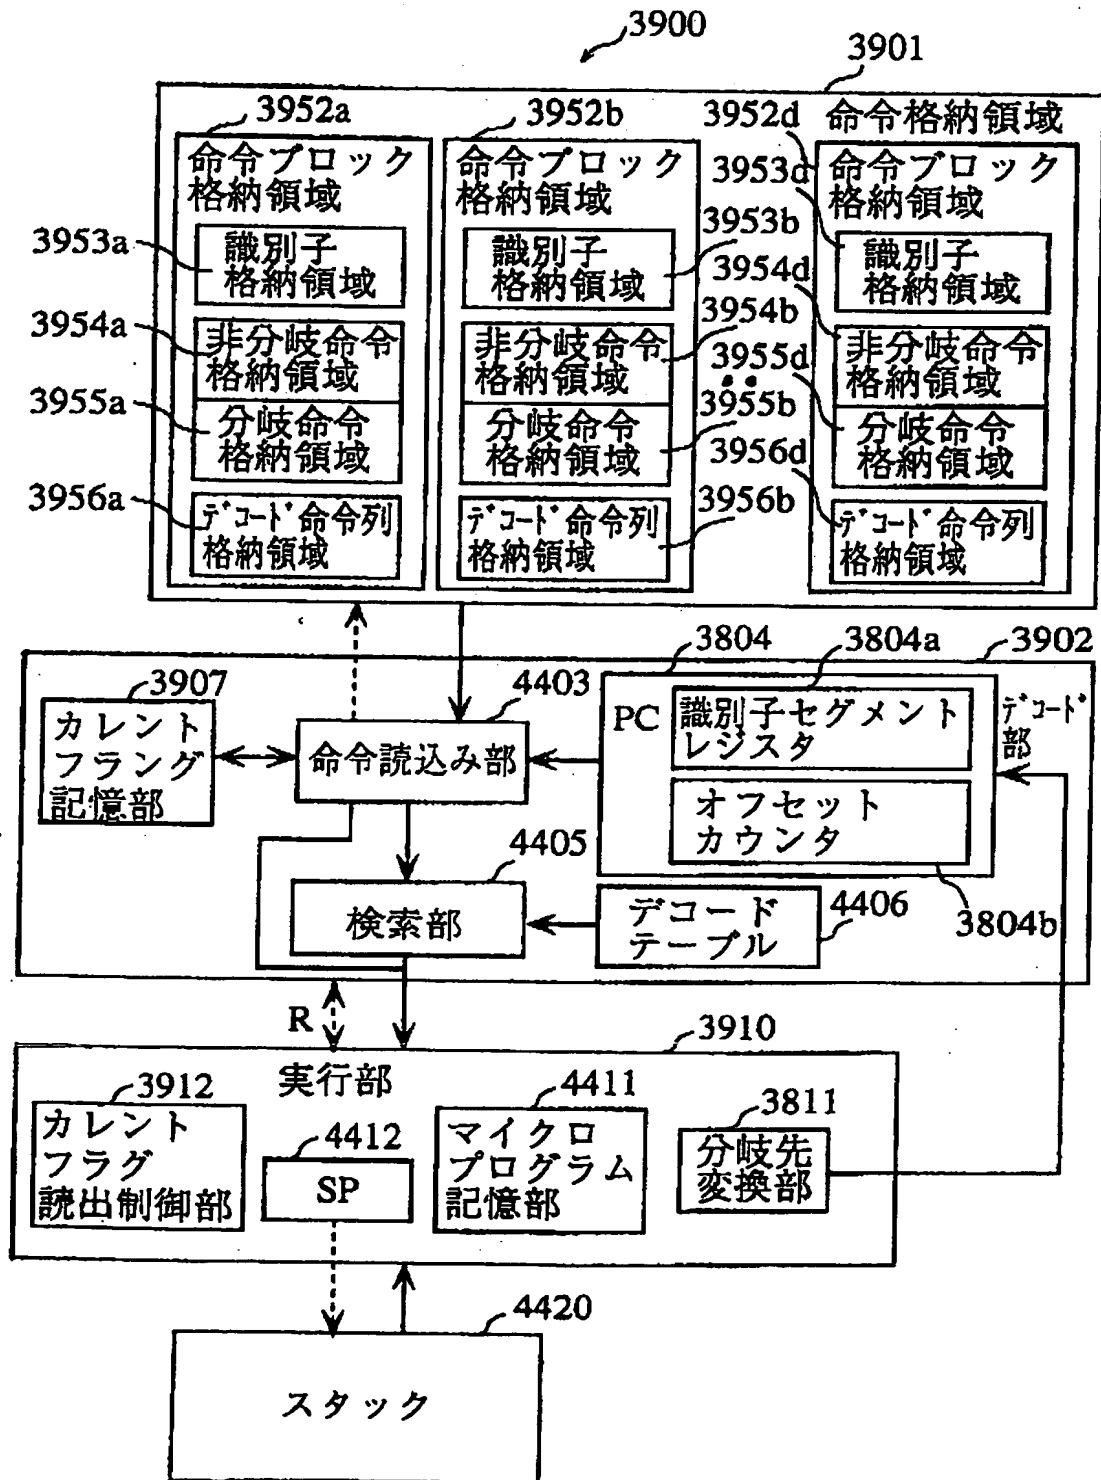 3900
3901
命令格納領域
3952a
命令ブロック
格納領域
3953a
識別子
格納領域
3954a
非分岐命令
格納領域
3955a
分岐命令
格納領域
3956a
デコード命令列
格納領域
3952b
命令ブロック
格納領域
3953b
識別子
格納領域
3954b
非分岐命令
格納領域
3955b
分岐命令
格納領域
3956b
デコード命令列
格納領域
3952d
命令ブロック
格納領域
3953d
識別子
格納領域
3954d
非分岐命令
格納領域
3955d
分岐命令
格納領域
3956d
デコード命令列
格納領域
3902
デコード
部
3907
カレント
フラング
記憶部
4403
命令読込み部
3804
PC
3804a
識別子セグメント
レジスタ
オフセット
カウンタ
3804b
4405
検索部
4406
デコード
テーブル
R
3910
実行部
3912
カレント
フラグ
読出制御部
4412
SP
4411
マイクロ
プログラム
記憶部
3811
分岐先
変換部
4420
スタック